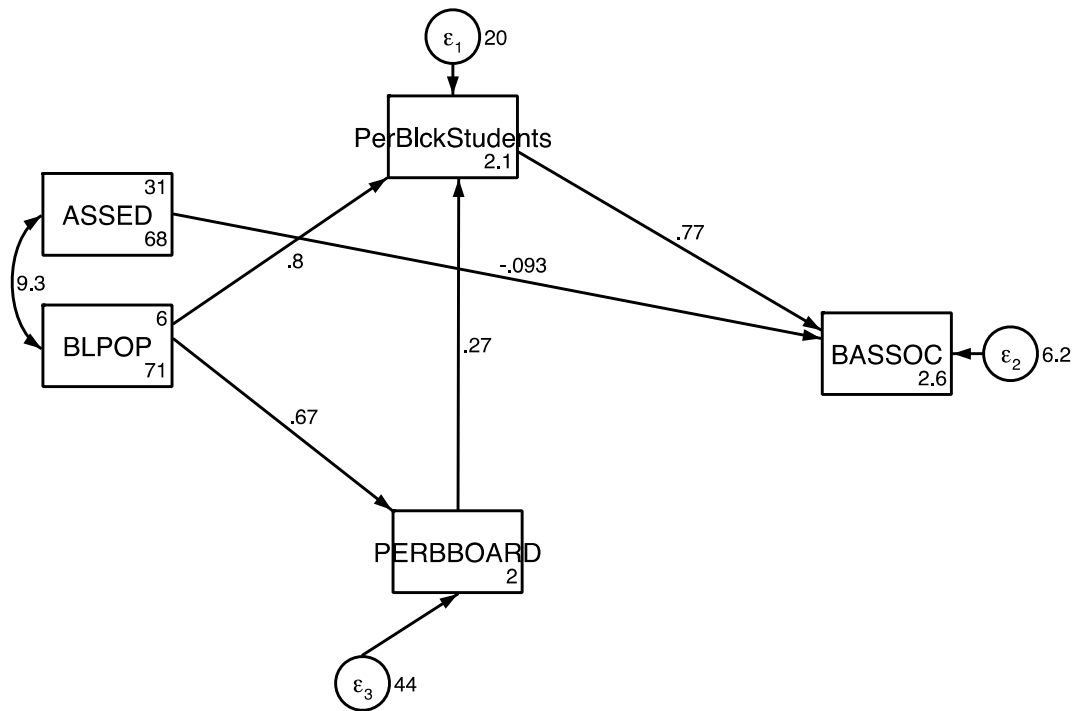 ε1 20
PerBlckStudents
2.1
31
ASSED
68
9.3
6
BLPOP
71
.8
-.093
.77
.27
.67
BASSOC
2.6
ε2 6.2
PERBBOARD
2
ε3 44